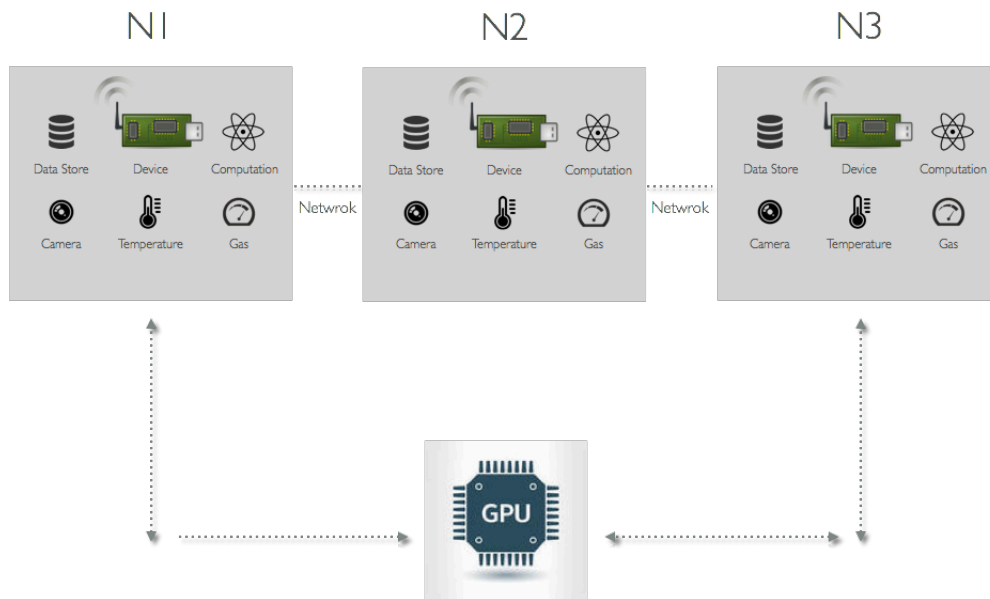 N1 N2 N3
Data Store Device Computation Data Store Device Computation Data Store Device Computation
Netwrok Netwrok
Camera Temperature Gas Camera Temperature Gas Camera Temperature Gas
GPU